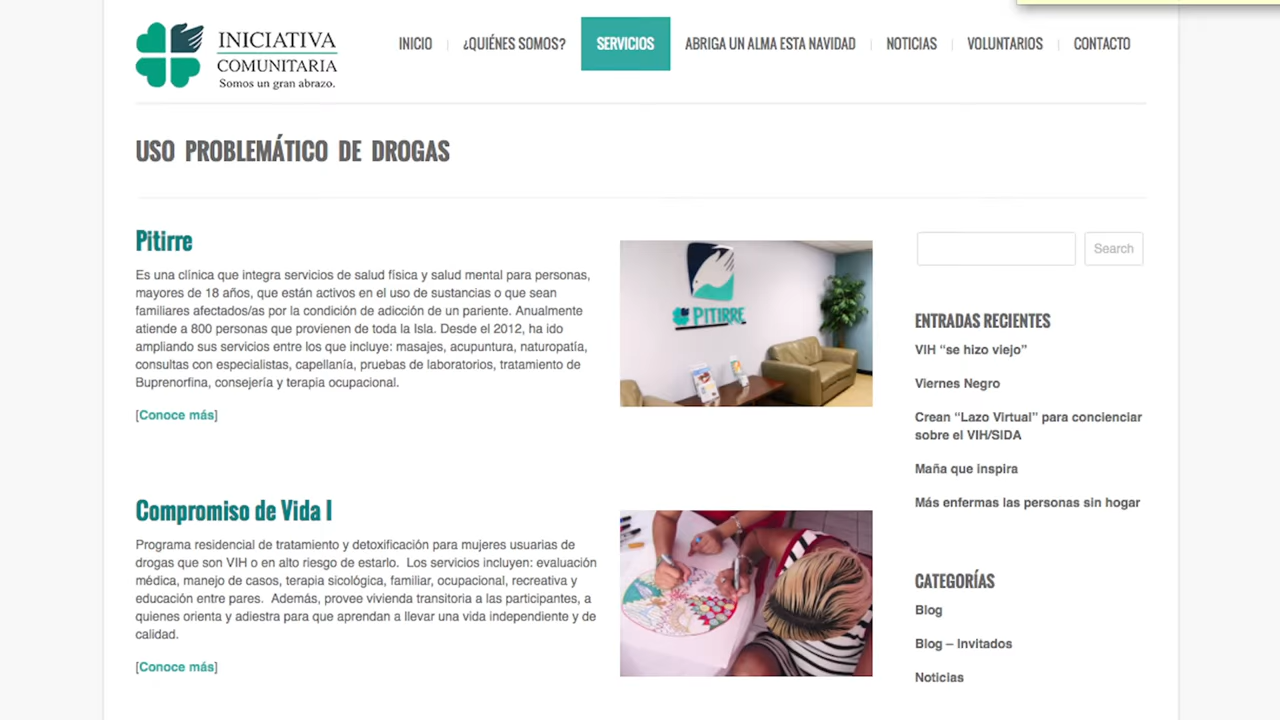 INICIATIVA
COMUNITARIA
Somos un gran abrazo.
INICIO
¿QUIÉNES SOMOS?
SERVICIOS
ABRIGA UN ALMA ESTA NAVIDAD
NOTICIAS
VOLUNTARIOS
CONTACTO
USO PROBLEMÁTICO DE DROGAS
Pitirre
Es una clínica que integra servicios de salud física y salud mental para personas,
mayores de 18 años, que están activos en el uso de sustancias o que sean
familiares afectados/as por la condición de adicción de un pariente. Anualmente
atiende a 800 personas que provienen de toda la Isla. Desde el 2012, ha ido
ampliando sus servicios entre los que incluye: masajes, acupuntura, naturopatía,
consultas con especialistas, capellanía, pruebas de laboratorios, tratamiento de
Buprenorfina, consejería y terapia ocupacional.
[Conoce más]
PITIRRE
Compromiso de Vida I
Programa residencial de tratamiento y detoxificación para mujeres usuarias de
drogas que son VIH o en alto riesgo de estarlo. Los servicios incluyen: evaluación
médica, manejo de casos, terapia sicológica, familiar, ocupacional, recreativa y
educación entre pares. Además, provee vivienda transitoria a las participantes, a
quienes orienta y adiestra para que aprendan a llevar una vida independiente y de
calidad.
[Conoce más]
Search
ENTRADAS RECIENTES
VIH “se hizo viejo”
Viernes Negro
Crean “Lazo Virtual” para concienciar
sobre el VIH/SIDA
Maña que inspira
Más enfermas las personas sin hogar
CATEGORÍAS
Blog
Blog – Invitados
Noticias